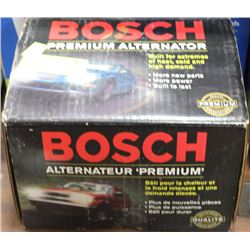 BOSCH
PREMIUM ALTERNATOR
Built for extremes
of heat, cold and
high demand.
• More new parts
• More power
• Built to last
PREMIUM
BOSCH
ALTERNATEUR 'PREMIUM'
Bâti pour la chaleur et
le froid intenses et une
demande élevée.
• Plus de nouvelles pièces
• Plus de puissance
• Bâti pour durer
QUALITÉ